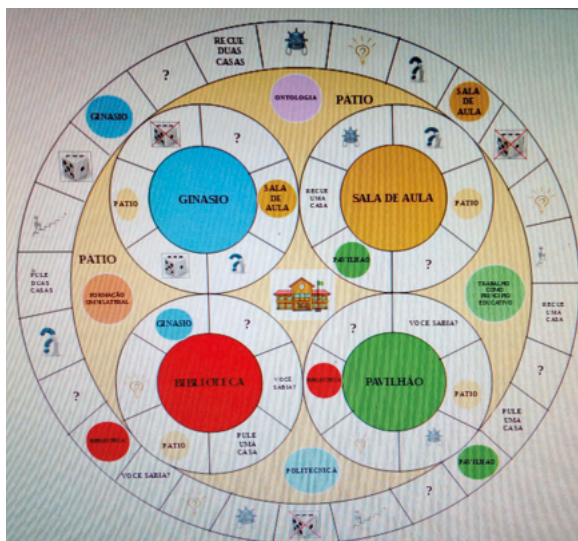 RECUE
DUAS
CASAS
?
GINASIO
PULE
DUAS
CASAS
?
BIBLIOTECA
VOCE SABIA?
?
PAVILHAO
PULE
UMA
CASA
?
RECUE
UMA
CASA
SALA
DE
AULA
ONTOLOGIA
PATIO
PATIO
FORMAÇÃO
OMNILATERAL
TRABALHO
COMO
PRINCIPIO
EDUCATIVO
POLITECNICA
?
PATIO
GINASIO
SALA
DE
AULA
RECUE
UMA
CASA
SALA DE AULA
PATIO
PAVILHAO
?
GINASIO
?
BIBLIOTECA
VOCÊ
SABIA?
PATIO
PULE
UMA
CASA
VOCE SABIA?
BIBLIOTECA
PAVILHÃO
PATIO
?